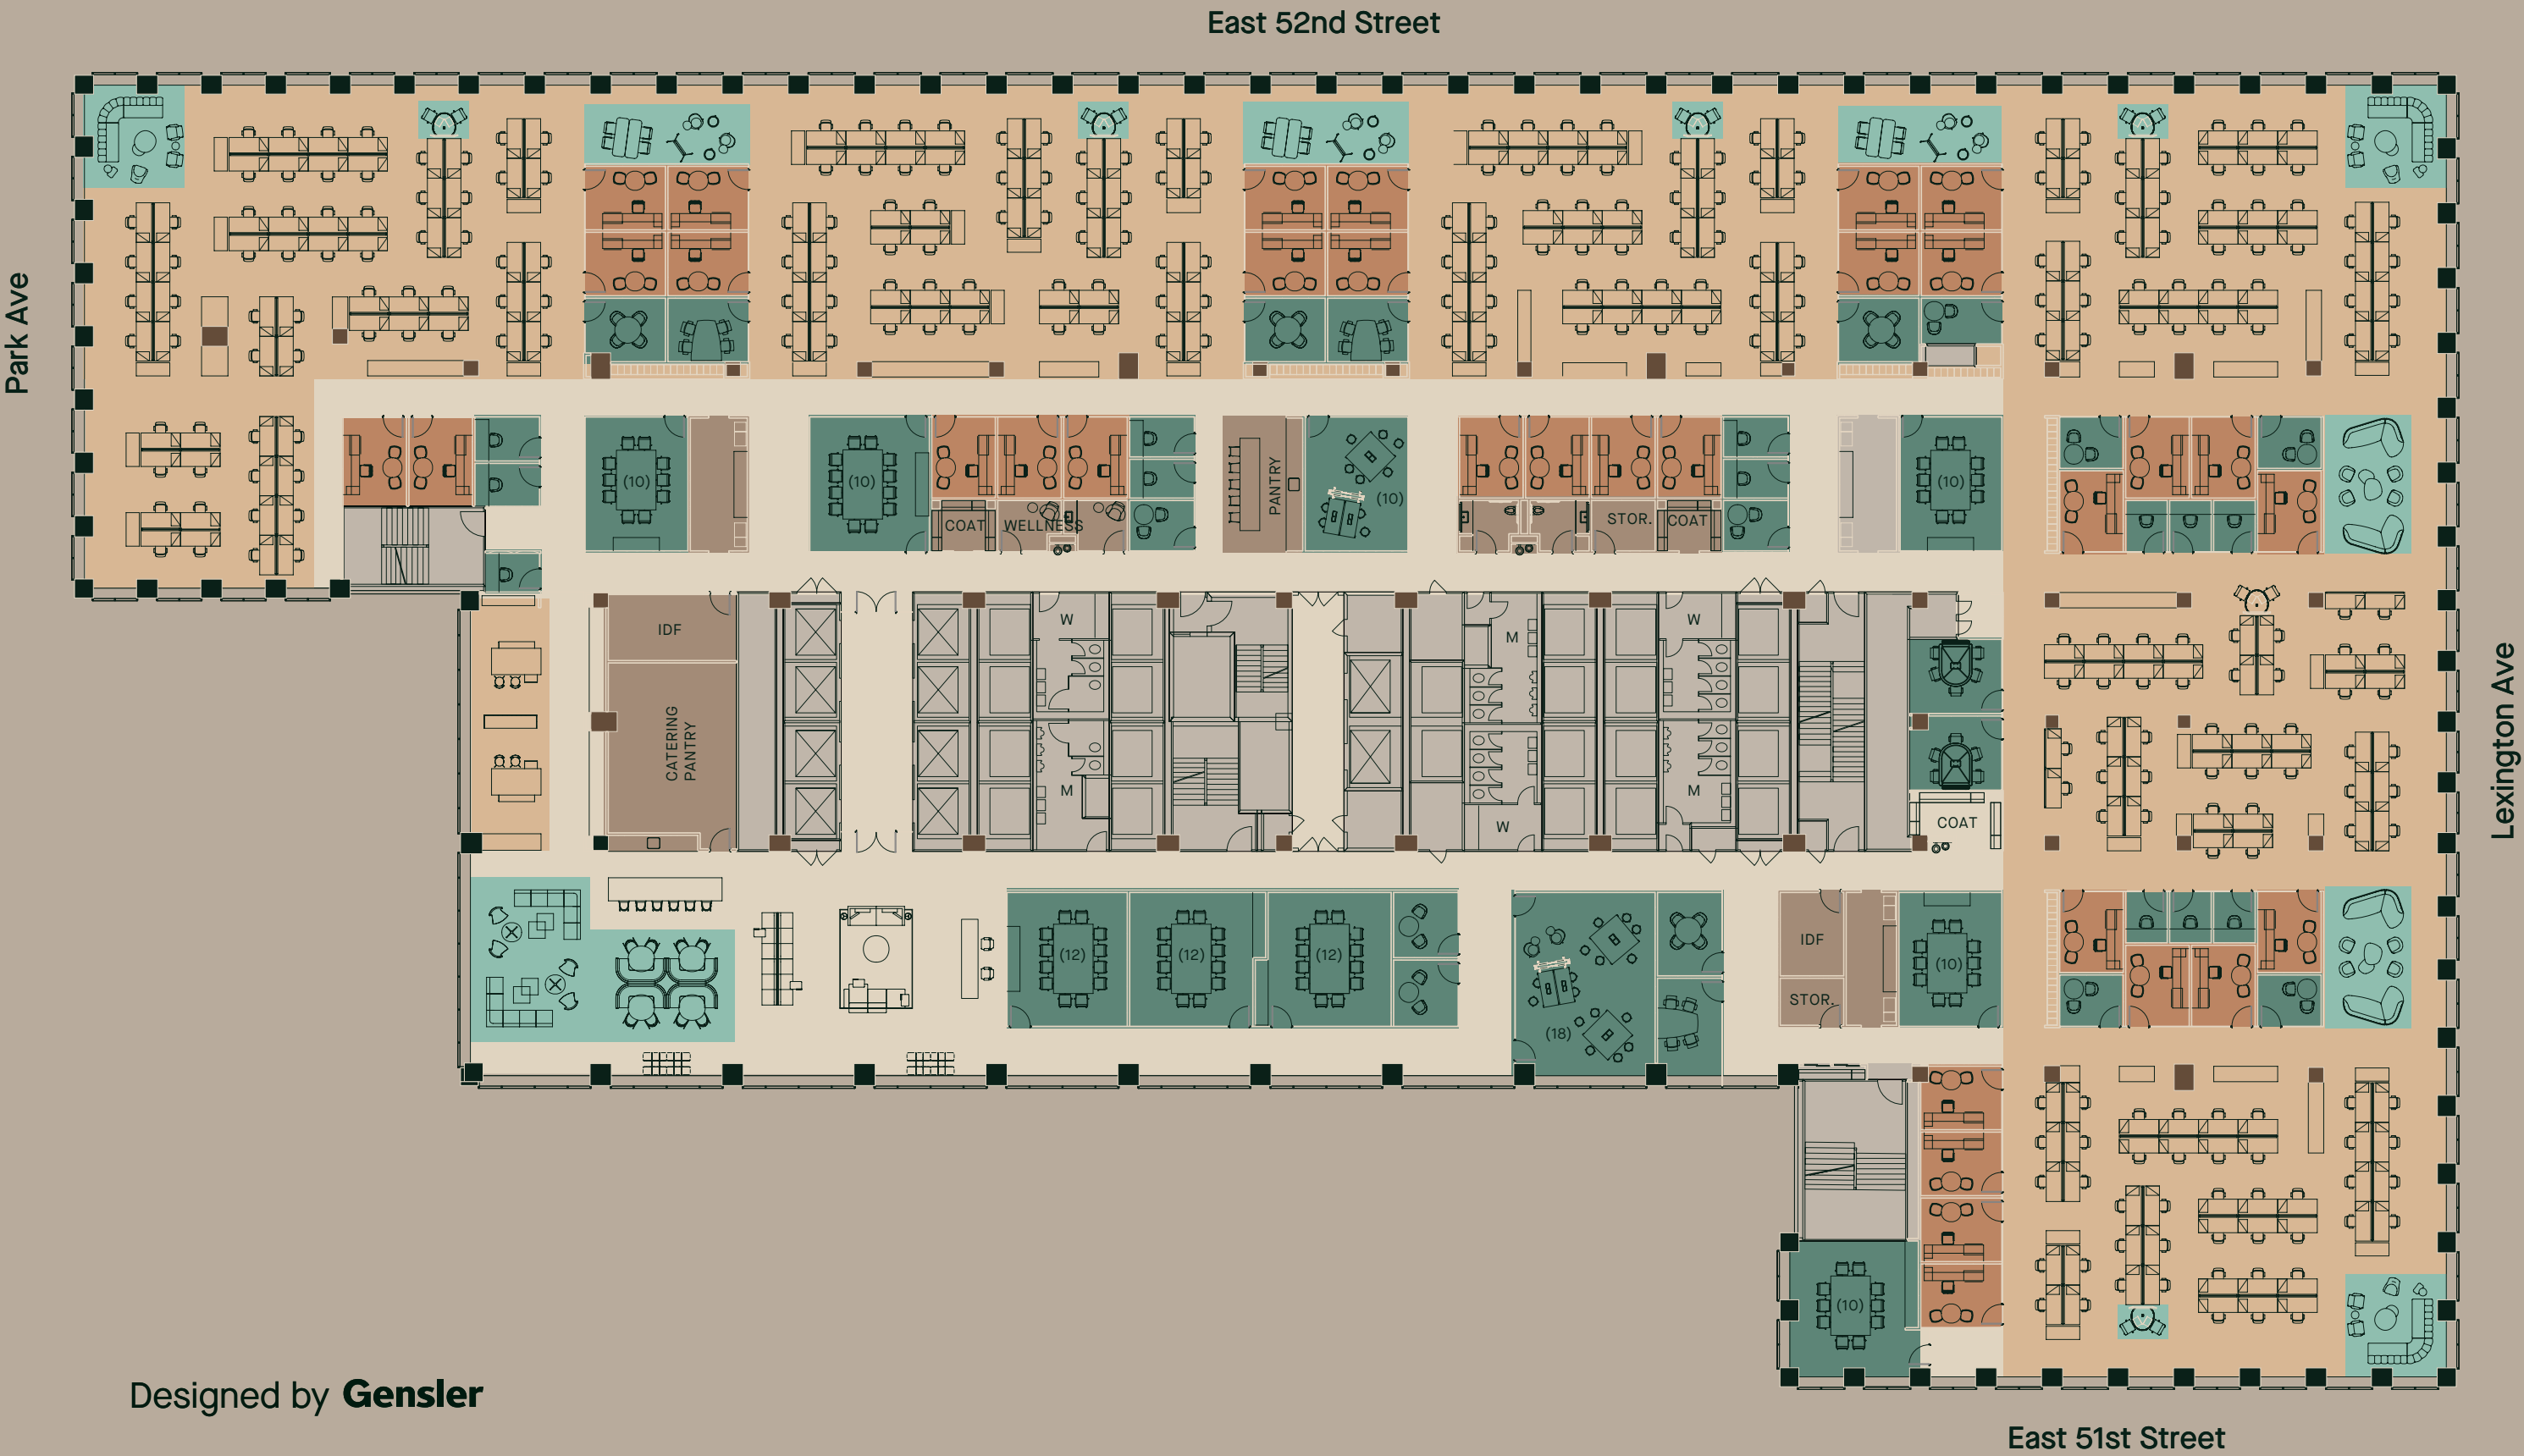 East 52nd Street
Park Ave
(10)
(10)
COAT
WELLNESS
PANTRY
(10)
STOR.
COAT
(10)
IDF
CATERING
PANTRY
W
M
M
W
W
M
COAT
Lexington Ave
(12)
(12)
(12)
(18)
IDF
STOR.
(10)
(10)
Designed by Gensler
East 51st Street